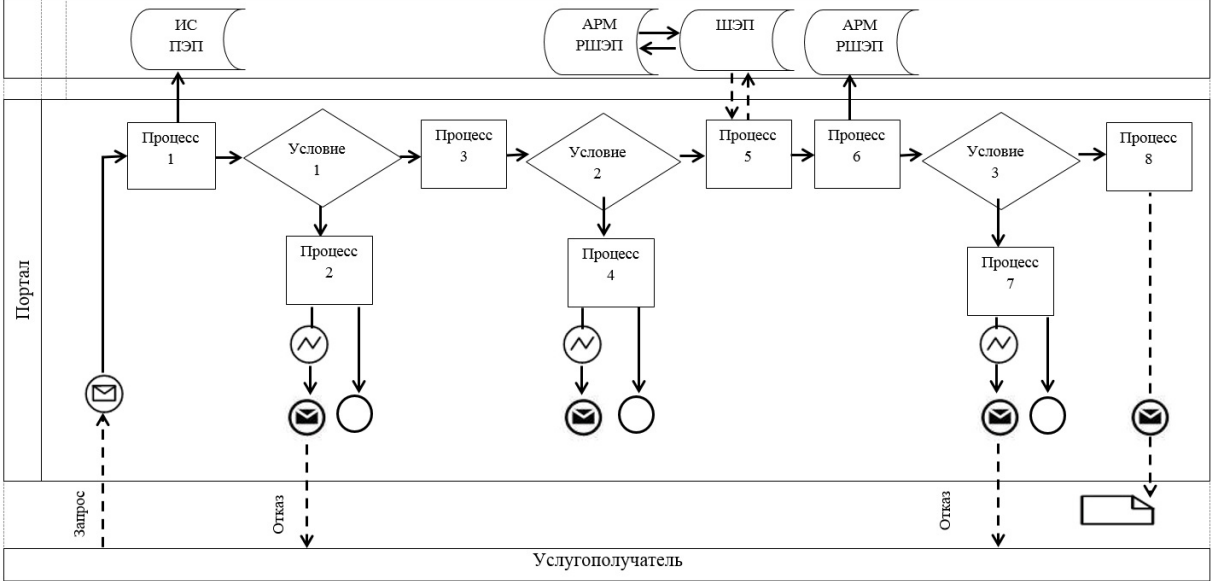 ИС
ПЭП
АРМ
РШЭП
ШЭП
АРМ
РШЭП
Портал
Процесс
1
Условие
1
Процесс
3
Условие
2
Процесс
5
Процесс
6
Условие
3
Процесс
8
Процесс
2
Процесс
4
Процесс
7
Запрос
Отказ
Отказ
Услугополучатель